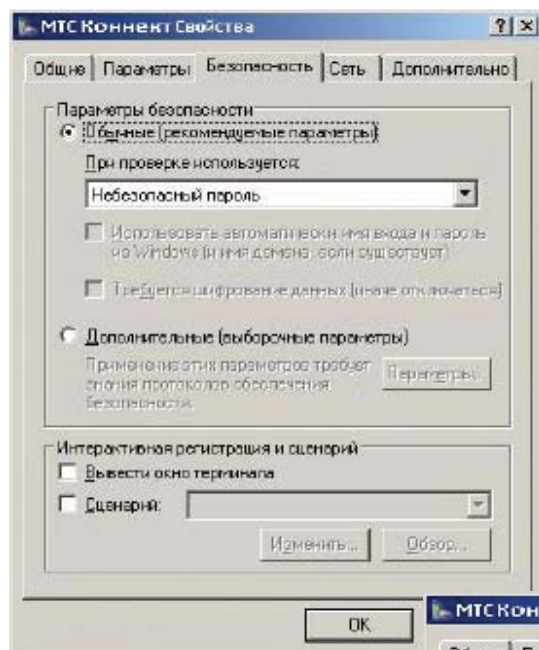 МТС Коннект Свойства
Общие Параметры Безопасность Сеть Дополнительно
Параметры безопасности
Обычные (рекомендуемые параметры)
При проверке используется:
Небезопасный пароль
Использовать автоматически имя входа и пароль
из Windows (и имя домена, если существует)
Требуется шифрование данных (иначе отключаться)
Дополнительные (выборочные параметры)
Применение этих параметров требует
знания протоколов обеспечения
безопасности.
Параметры...
Интерактивная регистрация и сценарий
Вывести окно терминала
Сценарий:
Изменить... Обзор...
OK
МТС Кон